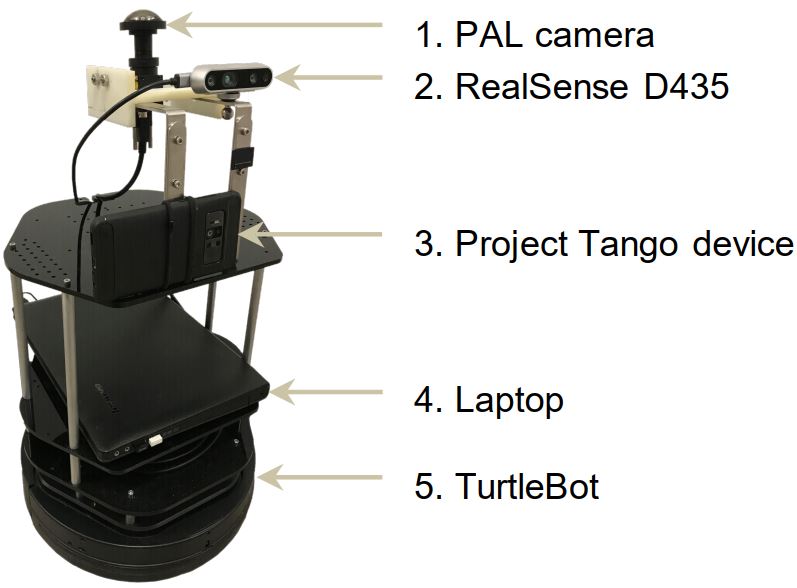 1. PAL camera
2. RealSense D435
3. Project Tango device
4. Laptop
5. TurtleBot